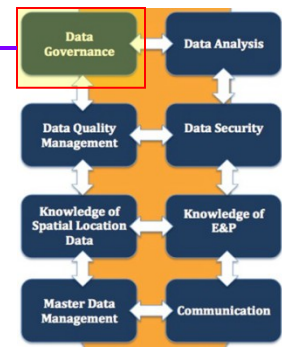 Data
Governance
Data Analysis
Data Quality
Management
Data Security
Knowledge of
Spatial Location
Data
Knowledge of
E&P
Master Data
Management
Communication